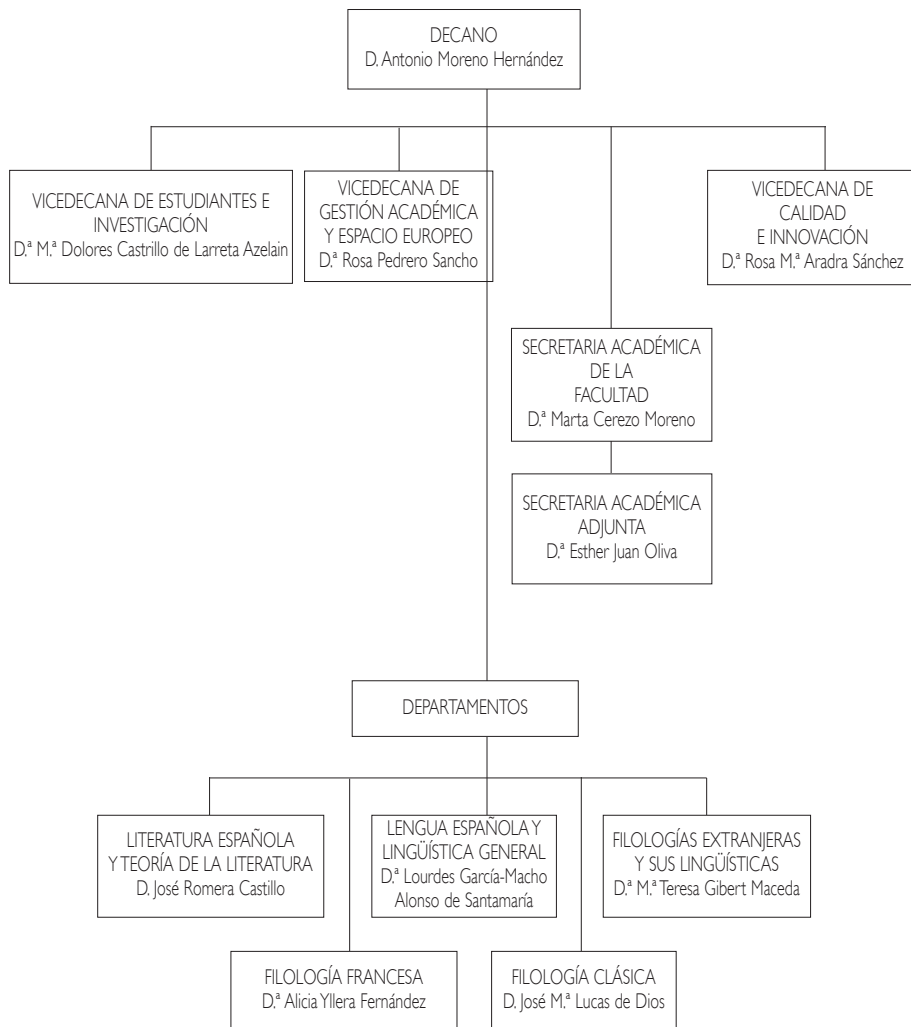 DECANO
D. Antonio Moreno Hernández
VICEDECANA DE ESTUDIANTES E
INVESTIGACIÓN
D.ª M.ª Dolores Castrillo de Larreta Azelain
VICEDECANA DE
GESTIÓN ACADÉMICA
Y ESPACIO EUROPEO
D.ª Rosa Pedrero Sancho
VICEDECANA DE
CALIDAD
E INNOVACIÓN
D.ª Rosa M.ª Aradra Sánchez
SECRETARIA ACADÉMICA
DE LA
FACULTAD
D.ª Marta Cerezo Moreno
SECRETARIA ACADÉMICA
ADJUNTA
D.ª Esther Juan Oliva
DEPARTAMENTOS
LITERATURA ESPAÑOLA
Y TEORÍA DE LA LITERATURA
D. José Romera Castillo
LENGUA ESPAÑOLA Y
LINGÜÍSTICA GENERAL
D.ª Lourdes García-Macho
Alonso de Santamaría
FILOLOGÍAS EXTRANJERAS
Y SUS LINGÜÍSTICAS
D.ª M.ª Teresa Gibert Maceda
FILOLOGÍA FRANCESA
D.ª Alicia Yllera Fernández
FILOLOGÍA CLÁSICA
D. José M.ª Lucas de Dios